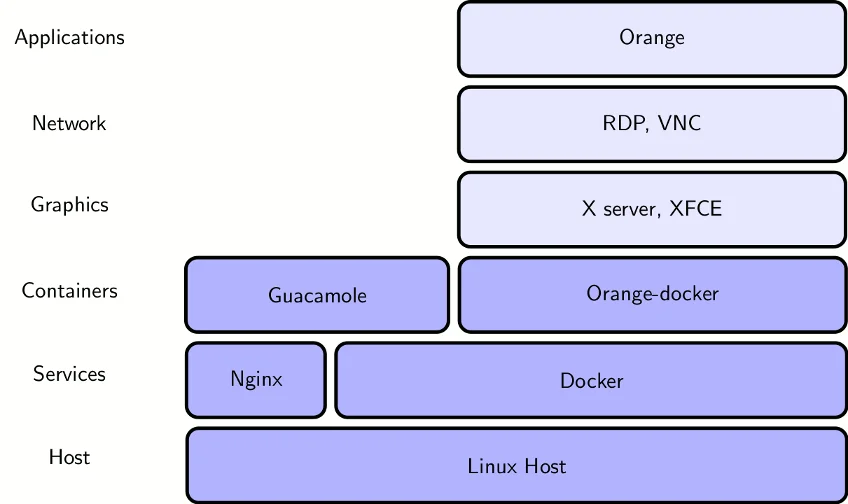 Applications
Orange
Network
RDP, VNC
Graphics
X server, XFCE
Containers
Guacamole
Orange-docker
Services
Nginx
Docker
Host
Linux Host